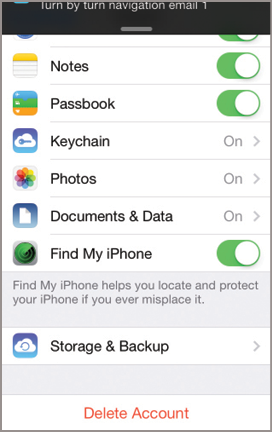 Turn by turn navigation email 1
Notes
Passbook
Keychain On
Photos On
Documents & Data On
Find My iPhone
Find My iPhone helps you locate and protect
your iPhone if you ever misplace it.
Storage & Backup
Delete Account